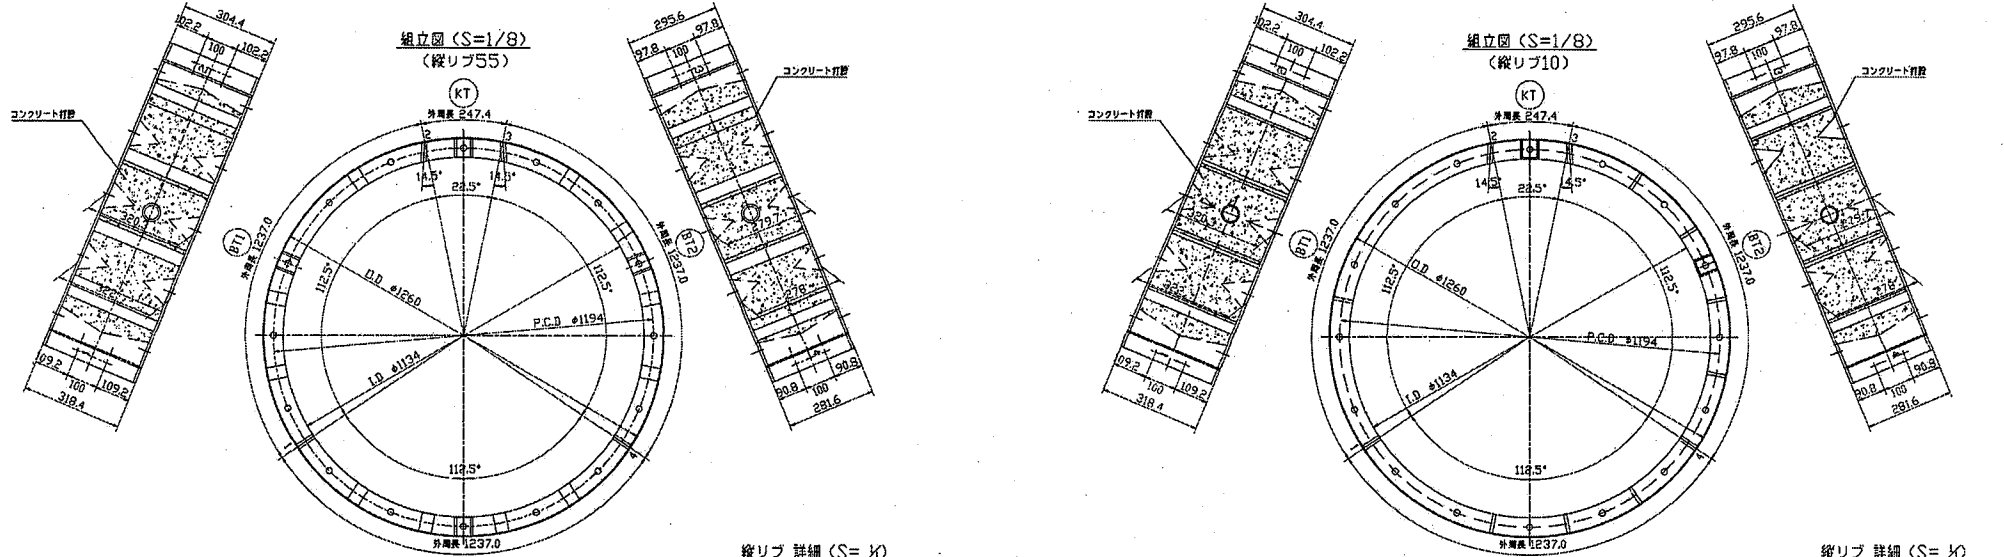 組立図 (S=1/8)
(縦リブ55)
KT
外周長 247.4
2
3
14.5°
14.5°
22.5°
304.4
102.2
100
102.2
コンクリート打設
320
109.2
100
109.2
318.4
BT1
外周長 1237.0
295.6
97.8
100
97.8
コンクリート打設
279.7
278
90.8
100
90.8
281.6
BT2
外周長 1237.0
112.5°
112.5°
O.D φ1260
P.C.D φ1194
I.D φ1134
1
4
112.5°
外周長 1237.0
縦リブ 詳細 (S=
組立図 (S=1/8)
(縦リブ10)
KT
外周長 247.4
2
3
14.5°
4.5°
22.5°
304.4
102.2
100
102.2
コンクリート打設
109.2
100
109.2
318.4
BT1
外周長 1237.0
295.6
97.8
100
97.8
コンクリート打設
278
90.8
100
90.8
281.6
BT2
外周長 1237.0
112.5°
112.5°
O.D φ1260
P.C.D φ1194
I.D φ1134
1
4
112.5°
外周長 1237.0
縦リブ 詳細 (S=